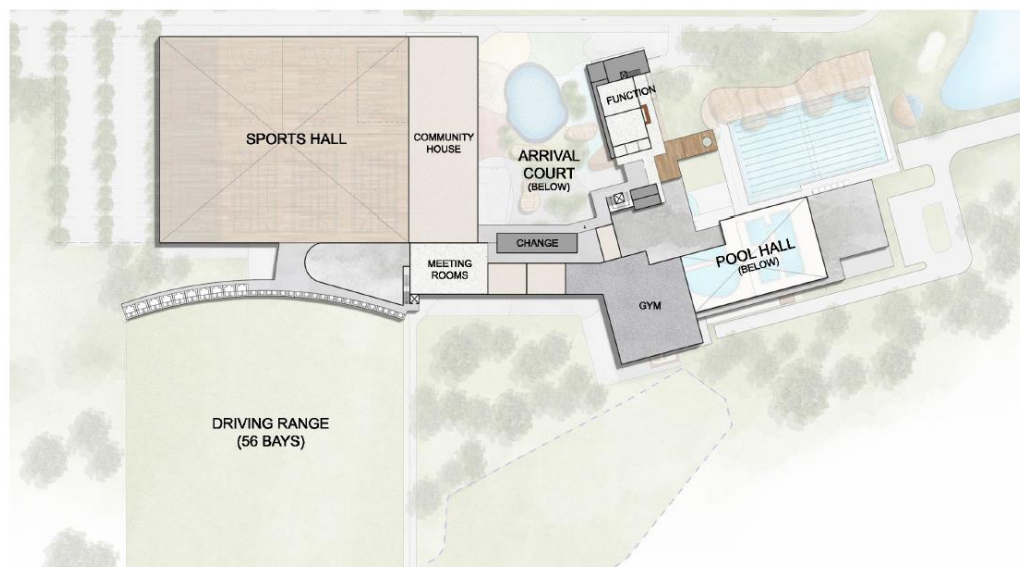 SPORTS HALL
COMMUNITY
HOUSE
FUNCTION
ARRIVAL
COURT
(BELOW)
CHANGE
MEETING
ROOMS
POOL HALL
(BELOW)
GYM
DRIVING RANGE
(56 BAYS)